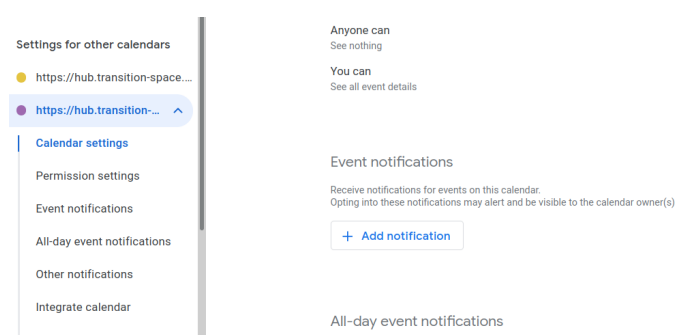 Settings for other calendars
https://hub.transition-space....
https://hub.transition-...
Calendar settings
Permission settings
Event notifications
All-day event notifications
Other notifications
Integrate calendar
Anyone can
See nothing
You can
See all event details
Event notifications
Receive notifications for events on this calendar.
Opting into these notifications may alert and be visible to the calendar owner(s)
+ Add notification
All-day event notifications